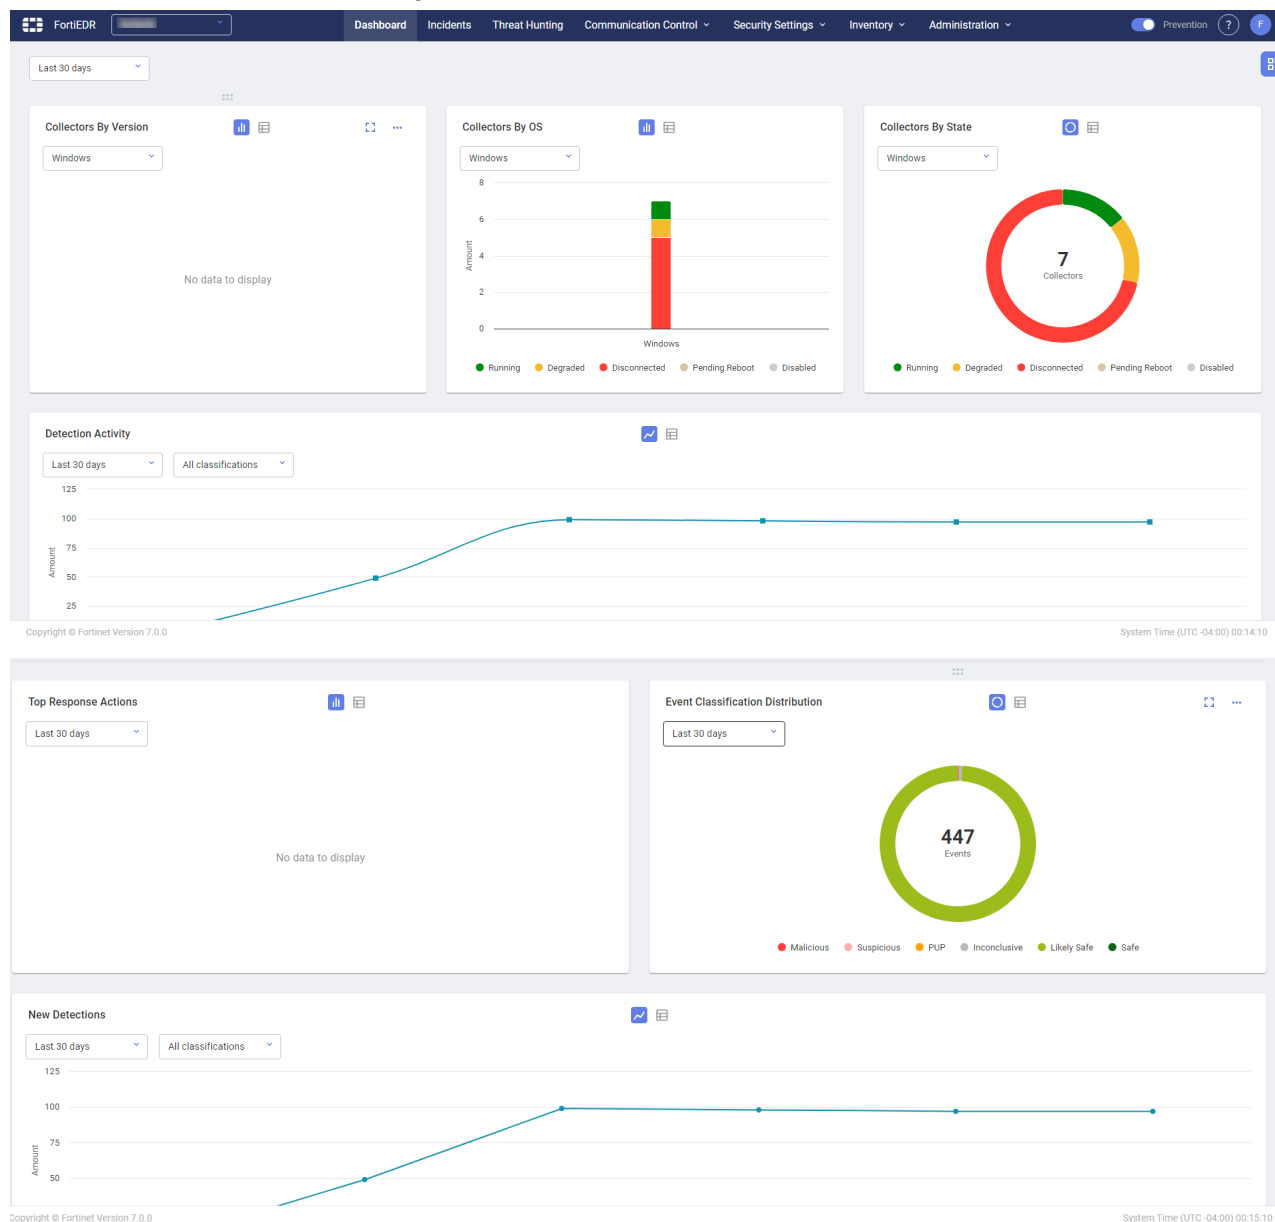 FortiEDR
Dashboard Incidents Threat Hunting Communication Control Security Settings Inventory Administration Prevention ? F
Last 30 days
Collectors By Version
Windows
No data to display
Collectors By OS
Windows
8
6
4
2
0
Amount
Windows
Running Degraded Disconnected Pending Reboot Disabled
Collectors By State
Windows
7
Collectors
Running Degraded Disconnected Pending Reboot Disabled
Detection Activity
Last 30 days All classifications
125
100
75
50
25
Amount
Copyright © Fortinet Version 7.0.0 System Time (UTC -04:00) 00:14:10
Top Response Actions
Last 30 days
No data to display
Event Classification Distribution
Last 30 days
447
Events
Malicious Suspicious PUP Inconclusive Likely Safe Safe
New Detections
Last 30 days All classifications
125
100
75
50
Amount
Copyright © Fortinet Version 7.0.0 System Time (UTC -04:00) 00:15:10